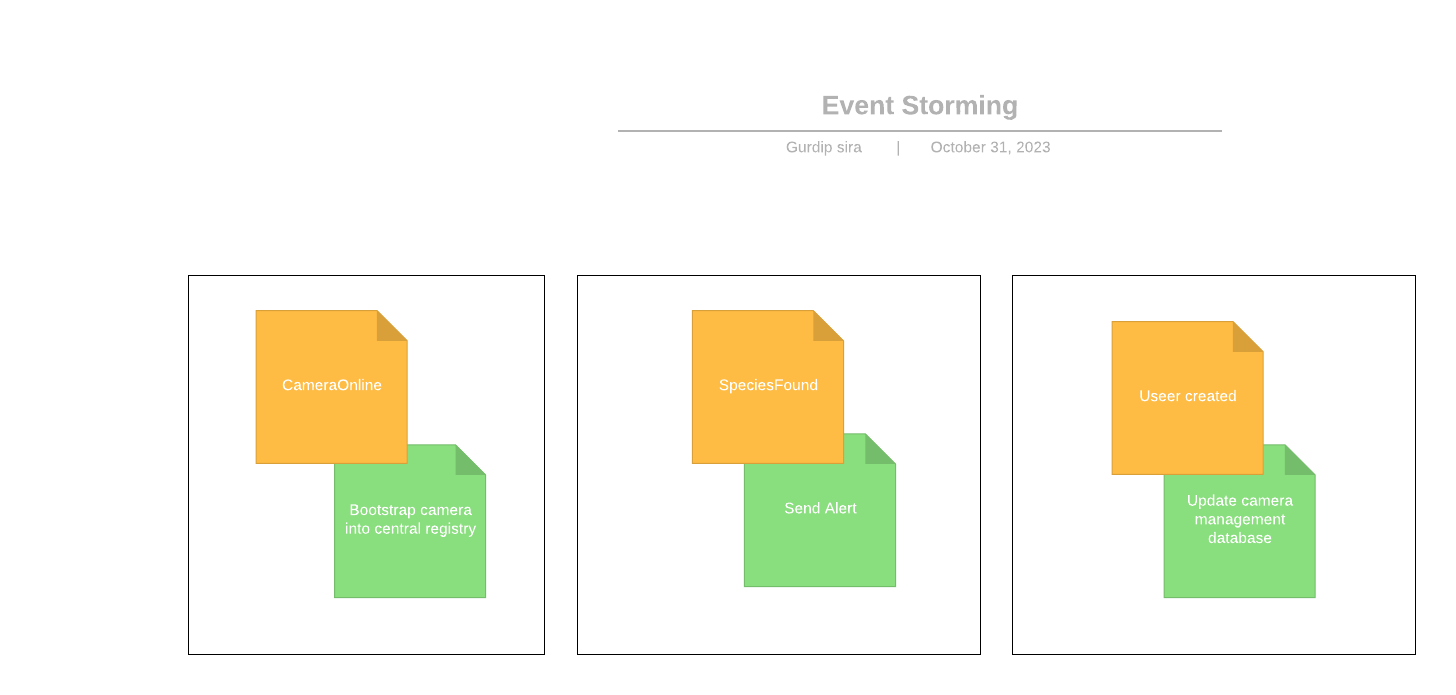 Event Storming
Gurdip sira | October 31, 2023
CameraOnline
Bootstrap camera
into central registry
SpeciesFound
Send Alert
Useer created
Update camera
management
database